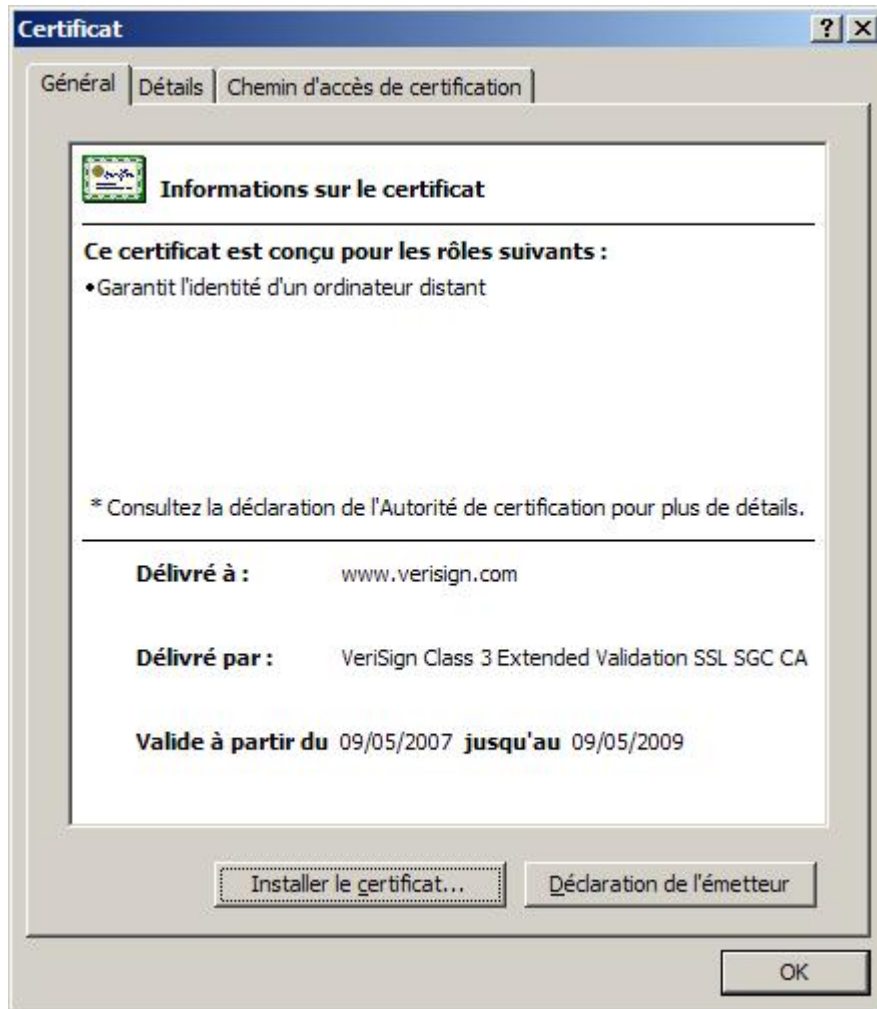 Certificat
Général Détails Chemin d'accès de certification
Informations sur le certificat
Ce certificat est conçu pour les rôles suivants :
•Garantit l'identité d'un ordinateur distant
* Consultez la déclaration de l'Autorité de certification pour plus de détails.
Délivré à : www.verisign.com
Délivré par : VeriSign Class 3 Extended Validation SSL SGC CA
Valide à partir du 09/05/2007 jusqu'au 09/05/2009
Installer le certificat... Déclaration de l'émetteur
OK